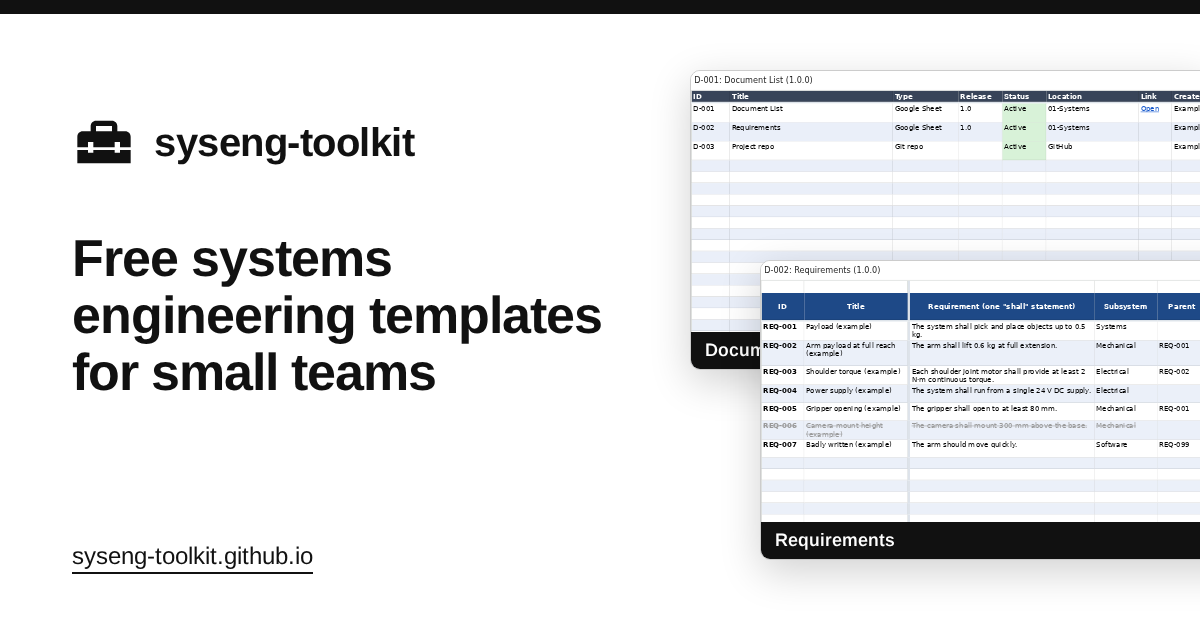 syseng-toolkit
Free systems
engineering templates
for small teams
syseng-toolkit.github.io
D-001: Document List (1.0.0)
ID Title Type Release Status Location Link
D-001 Document List Google Sheet 1.0 Active 01-Systems Open
D-002 Requirements Google Sheet 1.0 Active 01-Systems
D-003 Project repo Git repo Active GitHub
D-002: Requirements (1.0.0)
ID Title Requirement (one "shall" statement) Subsystem Parent
REQ-001 Payload (example) The system shall pick and place objects up to 0.5 Systems
kg.
REQ-002 Arm payload at full reach The arm shall lift 0.6 kg at full extension. Mechanical REQ-001
(example)
REQ-003 Shoulder torque (example) Each shoulder joint motor shall provide at least 2 Electrical REQ-002
N·m continuous torque.
REQ-004 Power supply (example) The system shall run from a single 24 V DC supply. Electrical
REQ-005 Gripper opening (example) The gripper shall open to at least 80 mm. Mechanical REQ-001
REQ-006 Camera mount height The camera shall mount 300 mm above the base. Mechanical
(example)
REQ-007 Badly written (example) The arm should move quickly. Software REQ-099
Requirements